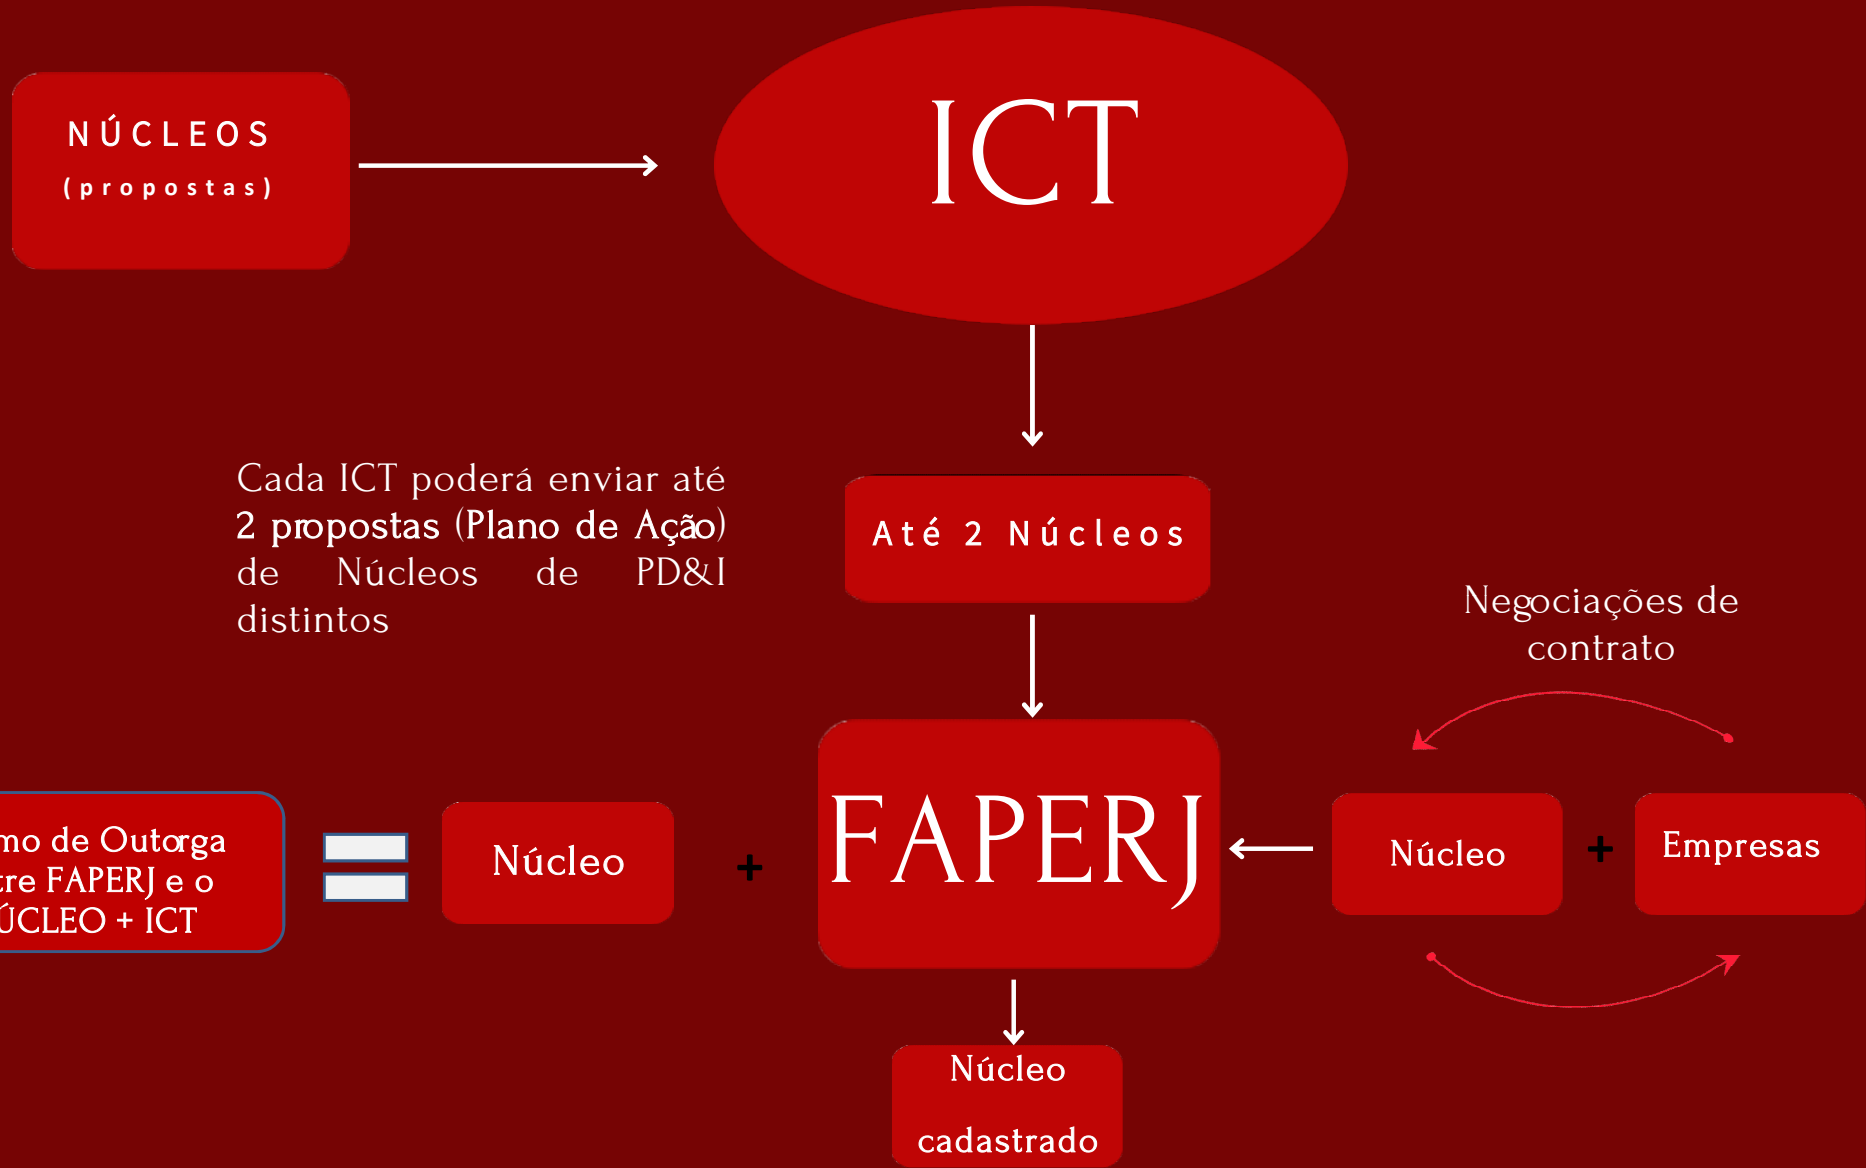 NÚCLEOS
(propostas)
ICT
Cada ICT poderá enviar até
2 propostas (Plano de Ação)
de Núcleos de PD&I
distintos
Até 2 Núcleos
Negociações de
contrato
mo de Outorga
tre FAPERJ e o
ÚCLEO + ICT
Núcleo
+
FAPERJ
Núcleo
+
Empresas
Núcleo
cadastrado